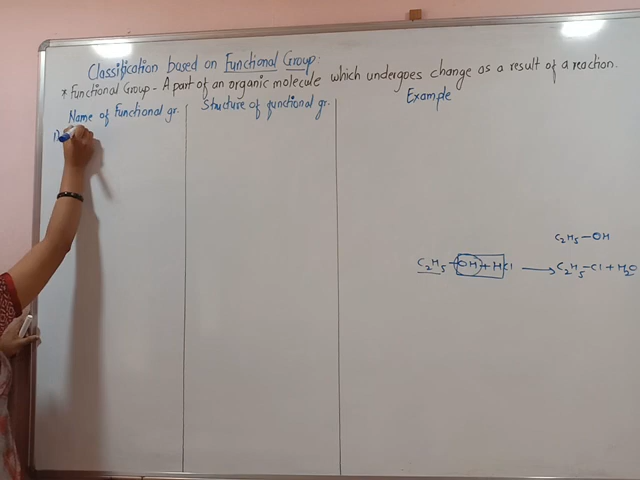 Classification based on Functional Group:
* Functional Group - A part of an organic molecule which undergoes change as a result of a reaction.
Name of Functional gr. Structure of functional gr. Example
C₂H₅-OH
C₂H₅-OH + HCl → C₂H₅-Cl + H₂O